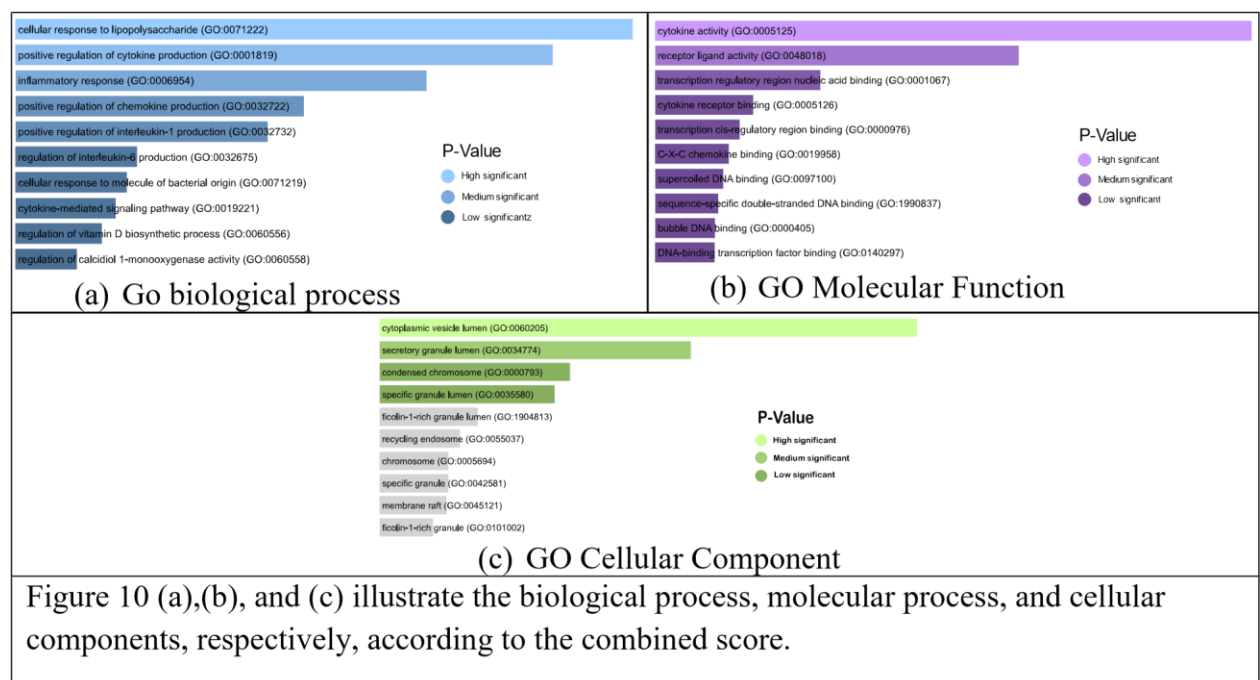 cellular response to lipopolysaccharide (GO:0071222)
positive regulation of cytokine production (GO:0001819)
inflammatory response (GO:0006954)
positive regulation of chemokine production (GO:0032722)
positive regulation of interleukin-1 production (GO:0032732)
regulation of interleukin-6 production (GO:0032675)
cellular response to molecule of bacterial origin (GO:0071219)
cytokine-mediated signaling pathway (GO:0019221)
regulation of vitamin D biosynthetic process (GO:0060556)
regulation of calcidiol 1-monooxygenase activity (GO:0060558)
P-Value
High significant
Medium significant
Low significantz
(a) Go biological process
cytokine activity (GO:0005125)
receptor ligand activity (GO:0048018)
transcription regulatory region nucleic acid binding (GO:0001067)
cytokine receptor binding (GO:0005126)
transcription cis-regulatory region binding (GO:0000976)
C-X-C chemokine binding (GO:0019958)
supercoiled DNA binding (GO:0097100)
sequence-specific double-stranded DNA binding (GO:1990837)
bubble DNA binding (GO:0000405)
DNA-binding transcription factor binding (GO:0140297)
P-Value
High significant
Medium significant
Low significant
(b) GO Molecular Function
cytoplasmic vesicle lumen (GO:0060205)
secretory granule lumen (GO:0034774)
condensed chromosome (GO:0000793)
specific granule lumen (GO:0035580)
ficolin-1-rich granule lumen (GO:1904813)
recycling endosome (GO:0055037)
chromosome (GO:0005694)
specific granule (GO:0042581)
membrane raft (GO:0045121)
ficolin-1-rich granule (GO:0101002)
P-Value
High significant
Medium significant
Low significant
(c) GO Cellular Component
Figure 10 (a),(b), and (c) illustrate the biological process, molecular process, and cellular
components, respectively, according to the combined score.